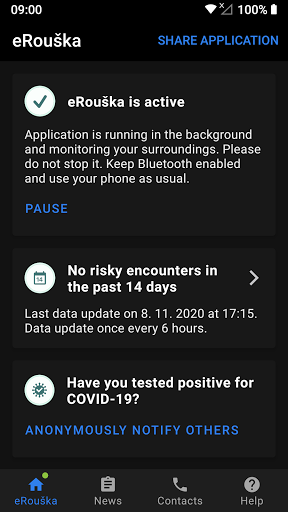 09:00
100%
eRouška
SHARE APPLICATION
eRouška is active
Application is running in the background
and monitoring your surroundings. Please
do not stop it. Keep Bluetooth enabled
and use your phone as usual.
PAUSE
14
No risky encounters in
the past 14 days
Last data update on 8. 11. 2020 at 17:15.
Data update once every 6 hours.
Have you tested positive for
COVID-19?
ANONYMOUSLY NOTIFY OTHERS
eRouška
News
Contacts
Help